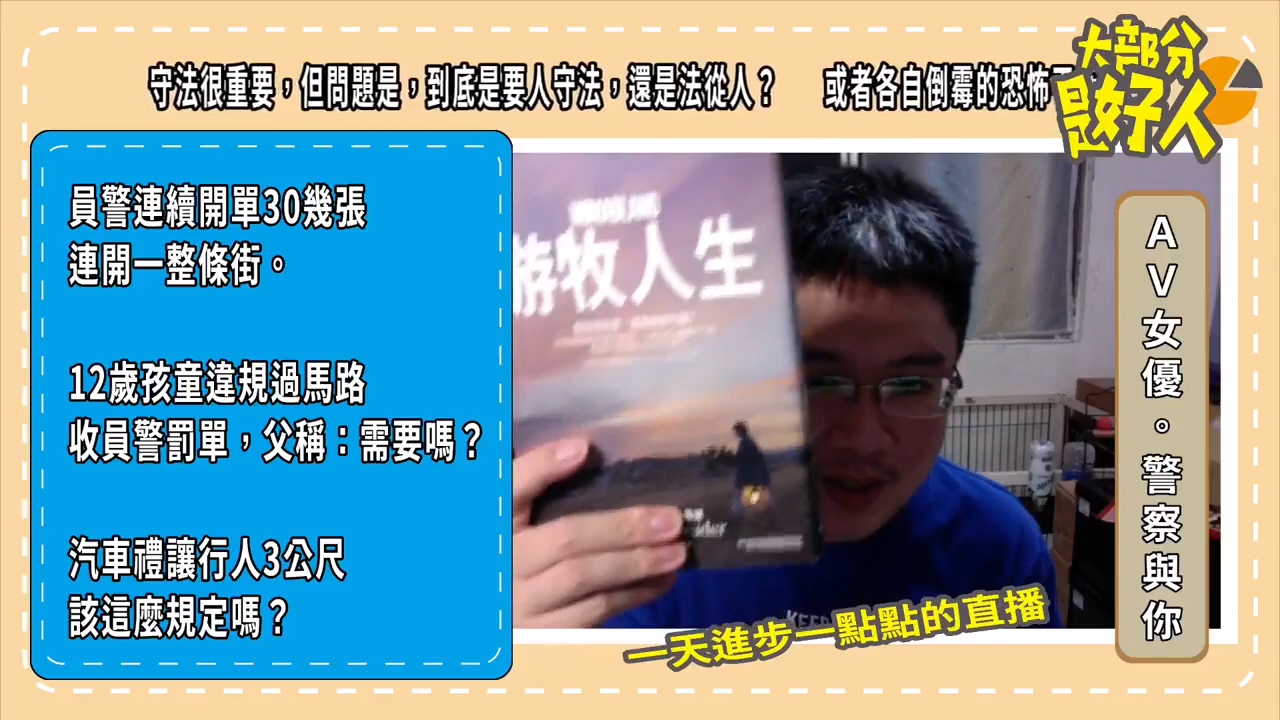 守法很重要，但問題是，到底是要人守法，還是法從人？ 或者各自倒霉的恐怖
大部分
是好人
員警連續開單30幾張
連開一整條街。
12歲孩童違規過馬路
收員警罰單，父稱：需要嗎？
汽車禮讓行人3公尺
該這麼規定嗎？
游牧人生
AV女優。警察與你
KEEP
一天進步一點點的直播